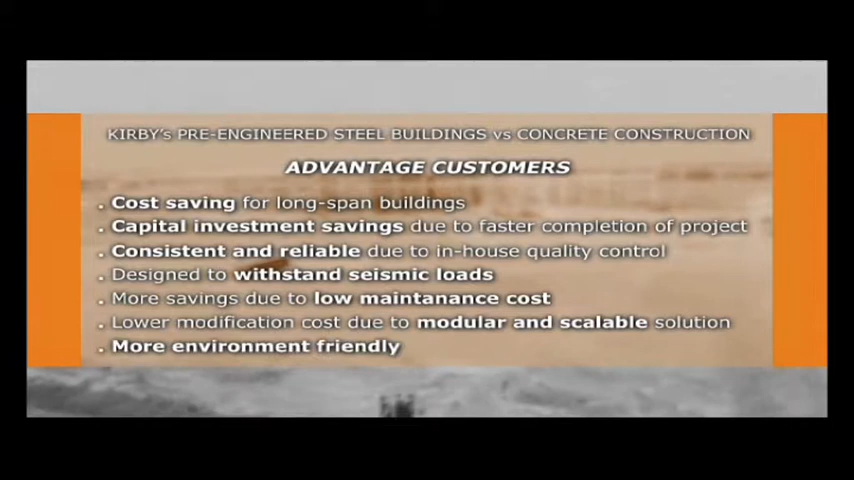 KIRBY's PRE-ENGINEERED STEEL BUILDINGS vs CONCRETE CONSTRUCTION
ADVANTAGE CUSTOMERS
. Cost saving for long-span buildings
. Capital investment savings due to faster completion of project
. Consistent and reliable due to in-house quality control
. Designed to withstand seismic loads
. More savings due to low maintanance cost
. Lower modification cost due to modular and scalable solution
. More environment friendly